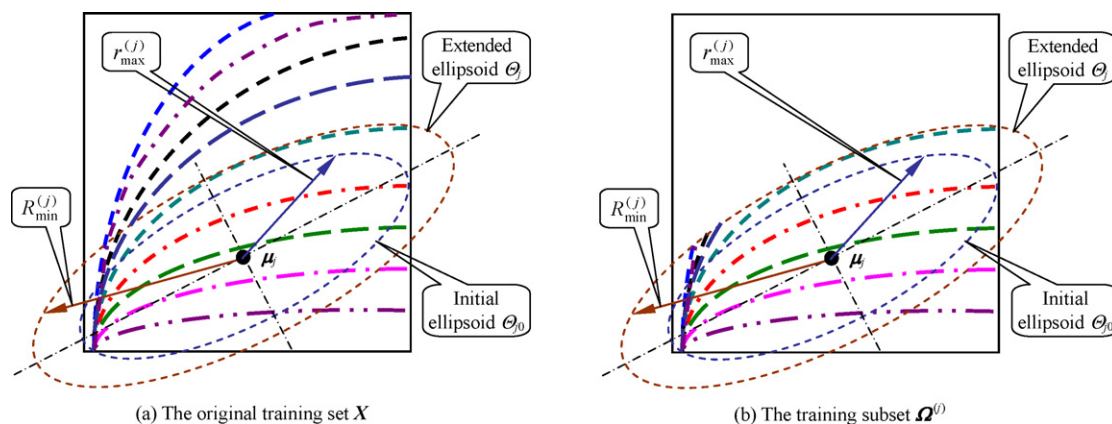 r_max^(j)
Extended
ellipsoid Θ_j
R_min^(j)
μ_j
Initial
ellipsoid Θ_j0
(a) The original training set X
r_max^(j)
Extended
ellipsoid Θ_j
R_min^(j)
μ_j
Initial
ellipsoid Θ_j0
(b) The training subset Ω^(j)